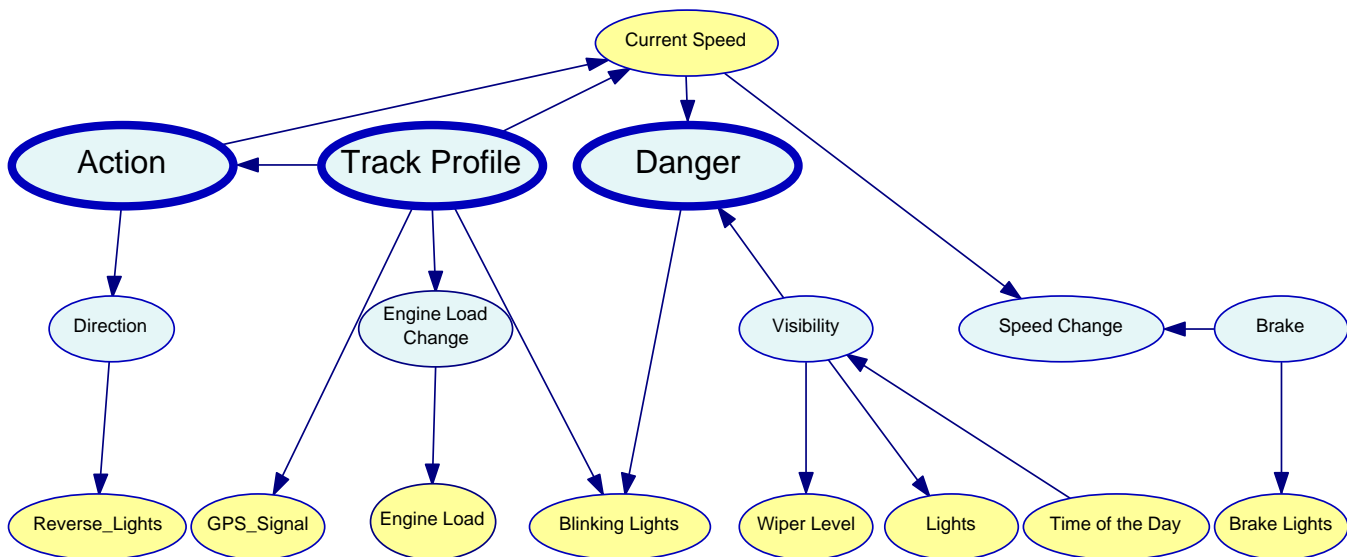 Current Speed
Action
Track Profile
Danger
Direction
Engine Load
Change
Visibility
Speed Change
Brake
Reverse_Lights
GPS_Signal
Engine Load
Blinking Lights
Wiper Level
Lights
Time of the Day
Brake Lights